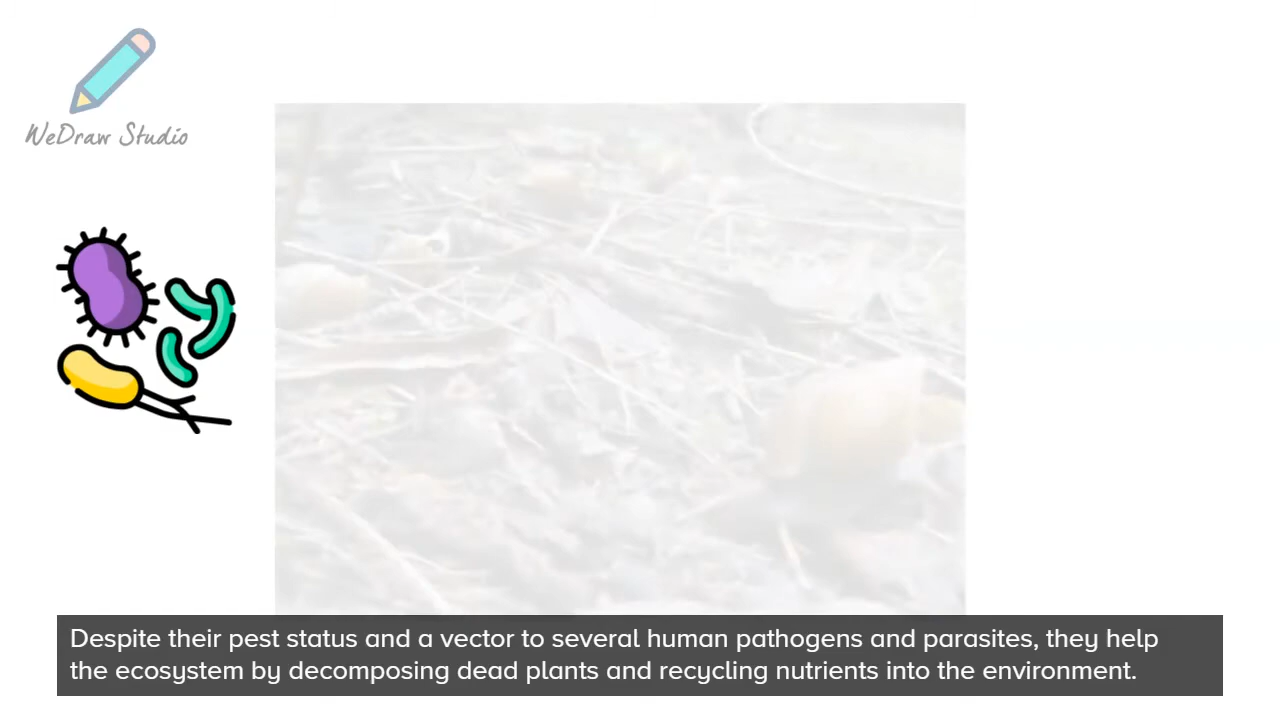 WeDraw Studio
Despite their pest status and a vector to several human pathogens and parasites, they help
the ecosystem by decomposing dead plants and recycling nutrients into the environment.